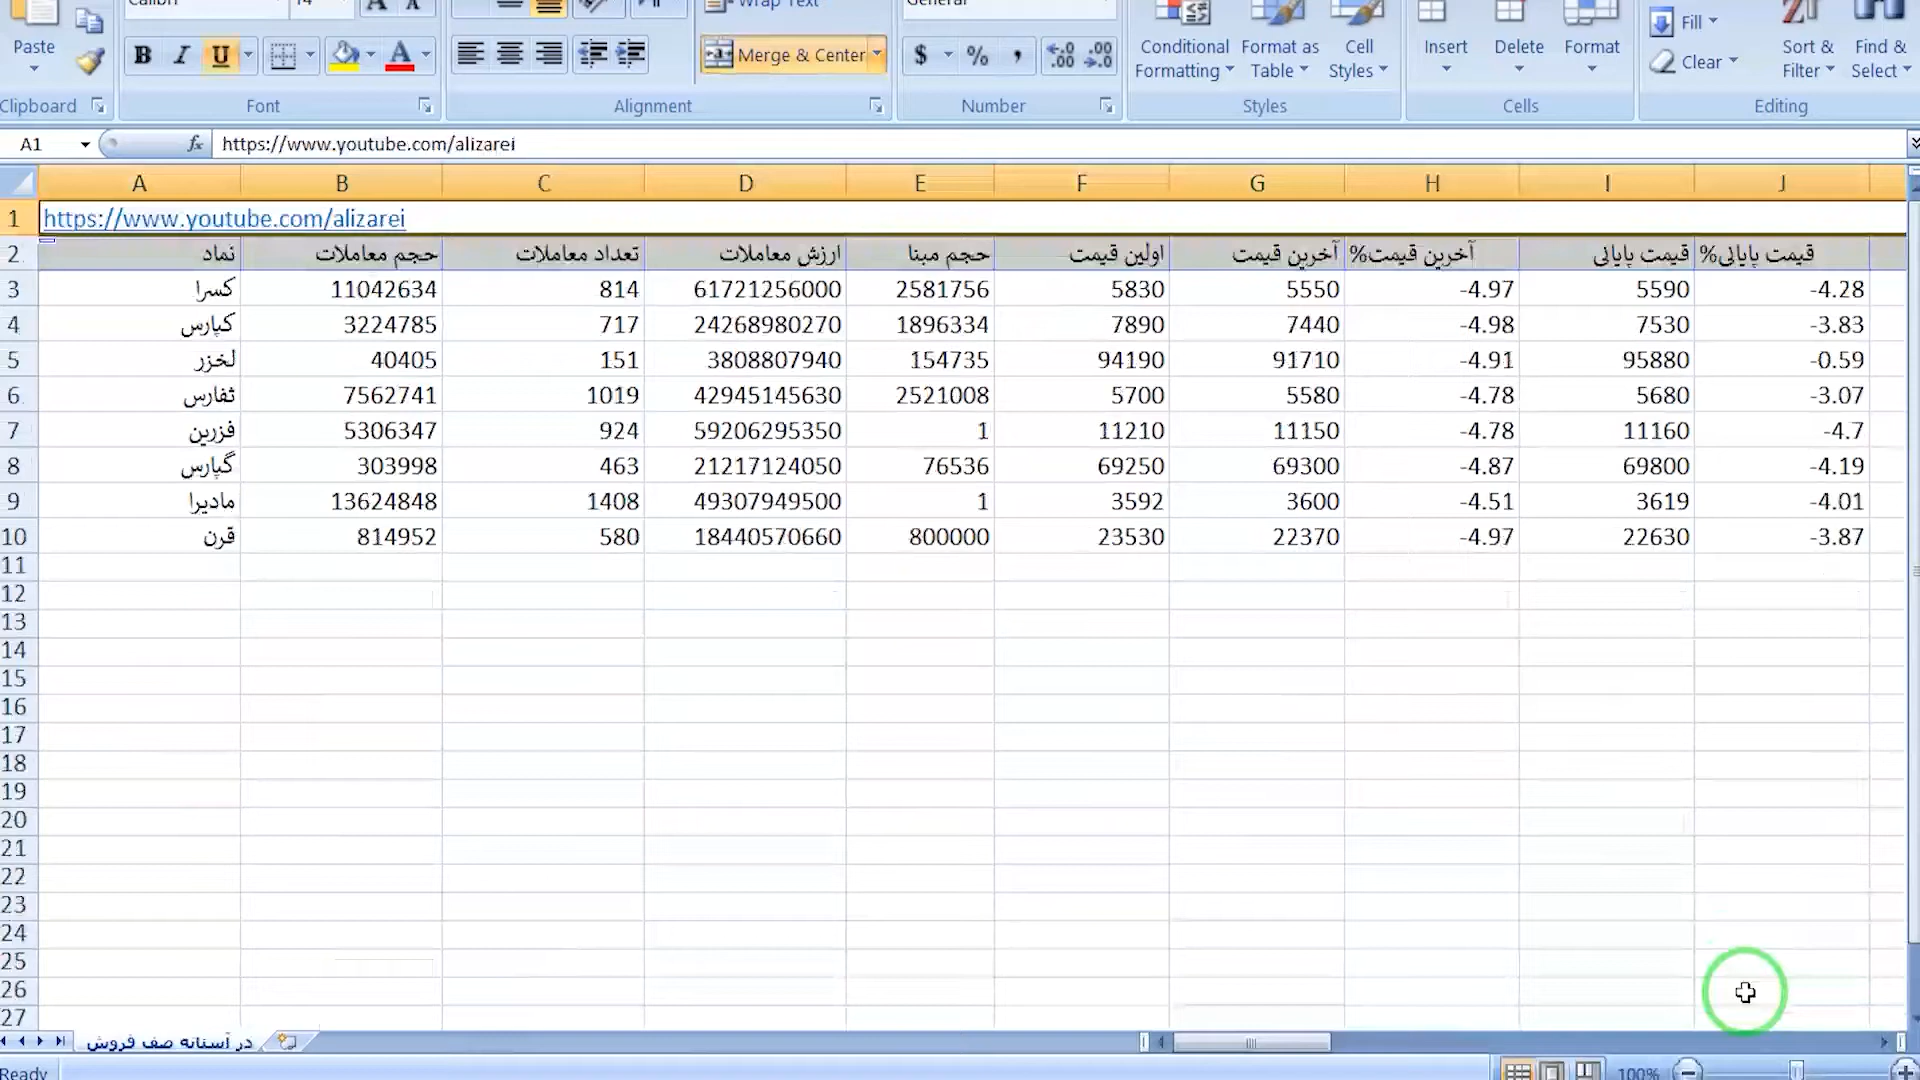 Calibri 14 Wrap Text General
Paste B I U A Merge & Center $ % , Conditional Formatting Format as Table Cell Styles Insert Delete Format Fill Clear Sort & Filter Find & Select
Clipboard Font Alignment Number Styles Cells Editing
A1 fx https://www.youtube.com/alizarei
A B C D E F G H I J
1 https://www.youtube.com/alizarei
2 نماد حجم معاملات تعداد معاملات ارزش معاملات حجم مبنا اولین قیمت آخرین قیمت آخرین قیمت% قیمت پایانی قیمت پایانی%
3 کسرا 11042634 814 61721256000 2581756 5830 5550 -4.97 5590 -4.28
4 کپارس 3224785 717 24268980270 1896334 7890 7440 -4.98 7530 -3.83
5 لخزر 40405 151 3808807940 154735 94190 91710 -4.91 95880 -0.59
6 ثفارس 7562741 1019 42945145630 2521008 5700 5580 -4.78 5680 -3.07
7 فزرین 5306347 924 59206295350 1 11210 11150 -4.78 11160 -4.7
8 گپارس 303998 463 21217124050 76536 69250 69300 -4.87 69800 -4.19
9 مادیرا 13624848 1408 49307949500 1 3592 3600 -4.51 3619 -4.01
10 قرن 814952 580 18440570660 800000 23530 22370 -4.97 22630 -3.87
11
12
13
14
15
16
17
18
19
20
21
22
23
24
25
26
27
در آستانه صف فروش
Ready 100%